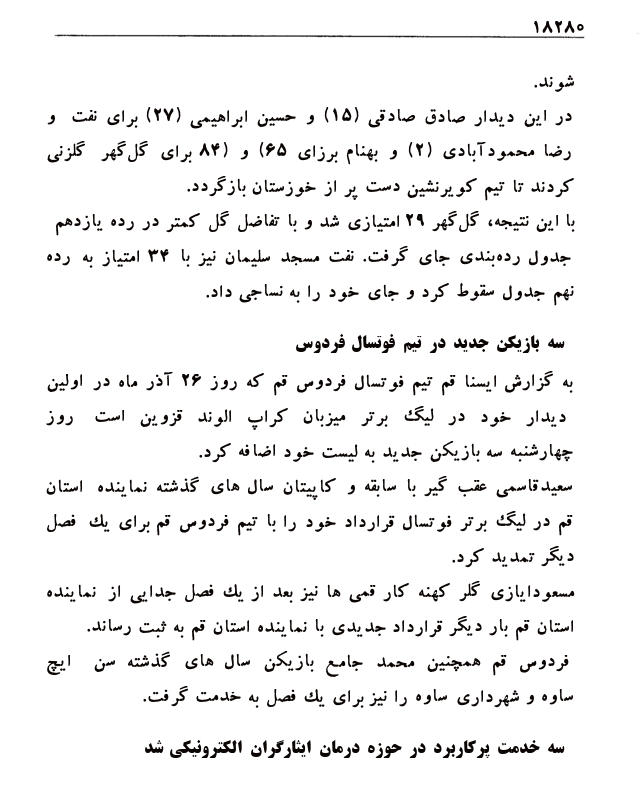 ۱۸۲۸۰
شوند.
در این دیدار صادق صادقی (۱۵) و حسین ابراهیمی (۲۷) برای نفت و
رضا محمودآبادی (۲) و بهنام برزای ۶۵) و (۸۴ برای گل‌گهر گلزنی
کردند تا تیم کویرنشین دست پر از خوزستان بازگردد.
با این نتیجه، گل‌گهر ۲۹ امتیازی شد و با تفاضل گل کمتر در رده یازدهم
جدول رده‌بندی جای گرفت. نفت مسجد سلیمان نیز با ۳۴ امتیاز به رده
نهم جدول سقوط کرد و جای خود را به نساجی داد.
سه بازیکن جدید در تیم فوتسال فردوس
به گزارش ایسنا قم تیم فوتسال فردوس قم که روز ۲۶ آذر ماه در اولین
دیدار خود در لیگ برتر میزبان کراپ الوند قزوین است روز
چهارشنبه سه بازیکن جدید به لیست خود اضافه کرد.
سعیدقاسمی عقب گیر با سابقه و کاپیتان سال های گذشته نماینده استان
قم در لیگ برتر فوتسال قرارداد خود را با تیم فردوس قم برای یك فصل
دیگر تمدید کرد.
مسعودایازی گلر کهنه کار قمی ها نیز بعد از یك فصل جدایی از نماینده
استان قم بار دیگر قرارداد جدیدی با نماینده استان قم به ثبت رساند.
فردوس قم همچنین محمد جامع بازیکن سال های گذشته سن ایچ
ساوه و شهرداری ساوه را نیز برای یك فصل به خدمت گرفت.
سه خدمت پرکاربرد در حوزه درمان ایثارگران الکترونیکی شد